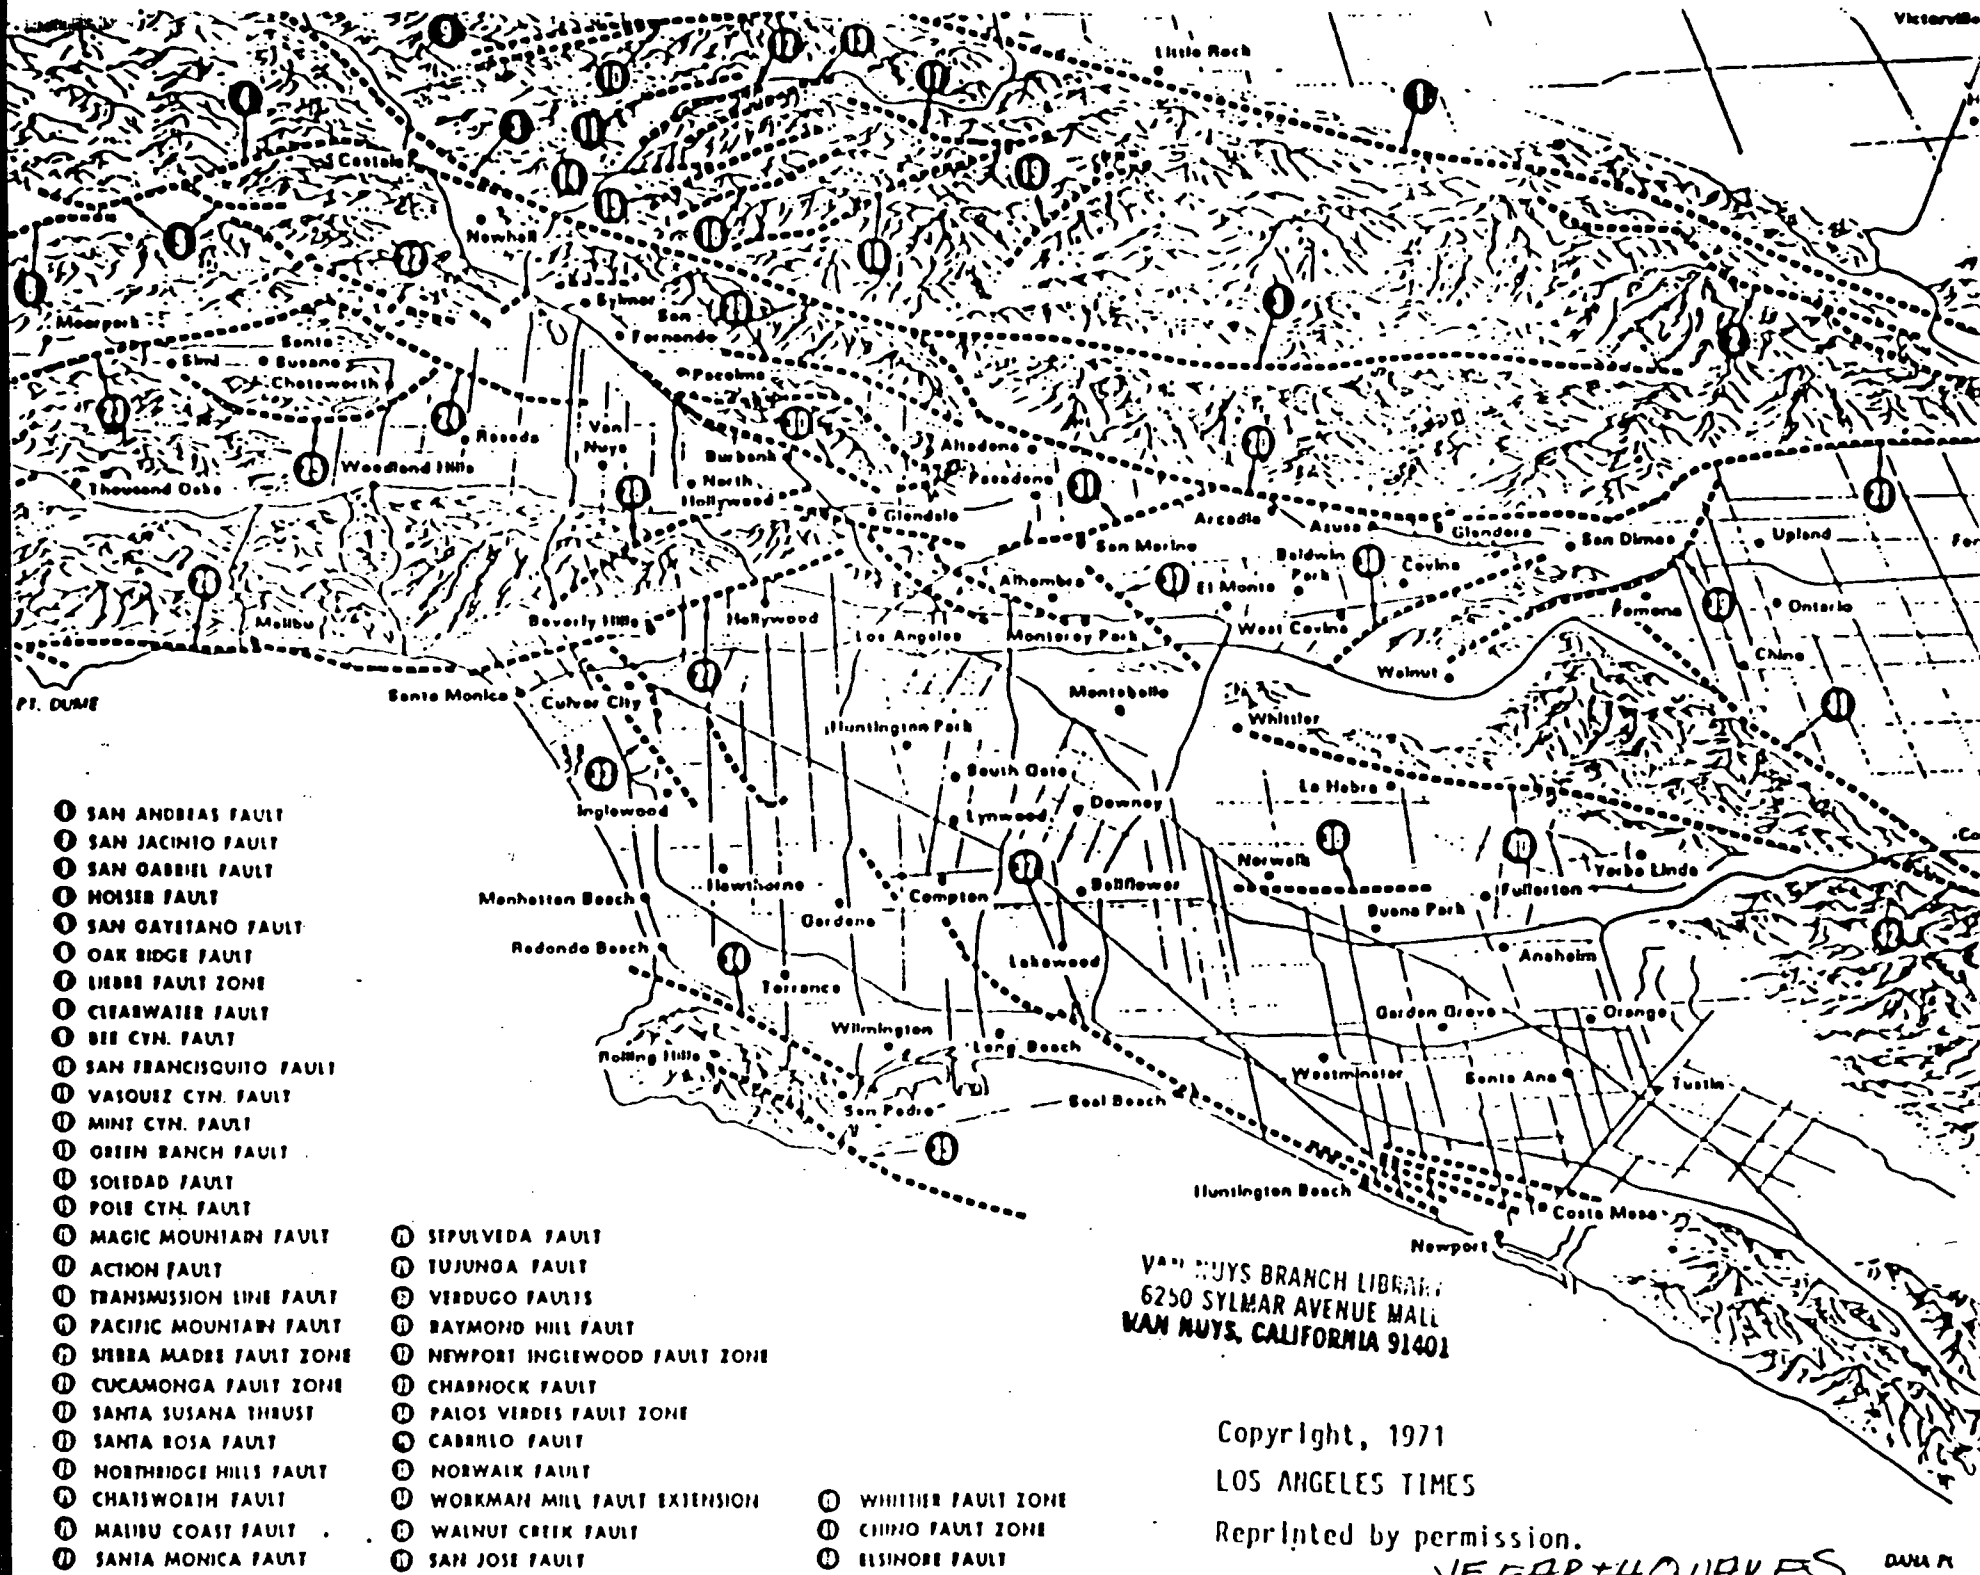 Victorville
Little Rock
Castaic
Newhall
Sylmar
San
Fernando
Moorpark
Santa
Simi
Susana
Chatsworth
Pacoima
Reseda
Van
Nuys
Woodland Hills
Burbank
Altadena
North
Hollywood
Pasadena
Thousand Oaks
Glendale
Arcadia
Azusa
Glendora
San Dimas
Upland
San Marino
Baldwin
Park
Covina
Alhambra
El Monte
Pomona
Ontario
Malibu
Beverly Hills
Hollywood
Los Angeles
Monterey Park
West Covina
Chino
Walnut
PT. DUME
Santa Monica
Culver City
Montebello
Huntington Park
Whittier
South Gate
La Habra
Inglewood
Lynwood
Downey
Norwalk
Yorba Linda
Hawthorne
Bellflower
Fullerton
Manhattan Beach
Compton
Gardena
Buena Park
Redondo Beach
Lakewood
Anaheim
Torrance
Garden Grove
Orange
Wilmington
Long Beach
Rolling Hills
Westminster
Santa Ana
Tustin
San Pedro
Seal Beach
Huntington Beach
Costa Mesa
Newport
SAN ANDREAS FAULT
SAN JACINTO FAULT
SAN GABRIEL FAULT
HOLSER FAULT
SAN CAYETANO FAULT
OAK RIDGE FAULT
LIEBRE FAULT ZONE
CLEARWATER FAULT
BEE CYN. FAULT
SAN FRANCISQUITO FAULT
VASQUEZ CYN. FAULT
MINT CYN. FAULT
GREEN RANCH FAULT
SOLEDAD FAULT
POLE CYN. FAULT
MAGIC MOUNTAIN FAULT
ACTION FAULT
TRANSMISSION LINE FAULT
PACIFIC MOUNTAIN FAULT
SIERRA MADRE FAULT ZONE
CUCAMONGA FAULT ZONE
SANTA SUSANA THRUST
SANTA ROSA FAULT
NORTHRIDGE HILLS FAULT
CHATSWORTH FAULT
MALIBU COAST FAULT
SANTA MONICA FAULT
SEPULVEDA FAULT
TUJUNGA FAULT
VERDUGO FAULTS
RAYMOND HILL FAULT
NEWPORT INGLEWOOD FAULT ZONE
CHARNOCK FAULT
PALOS VERDES FAULT ZONE
CABRILLO FAULT
NORWALK FAULT
WORKMAN MILL FAULT EXTENSION
WALNUT CREEK FAULT
SAN JOSE FAULT
WHITTIER FAULT ZONE
CHINO FAULT ZONE
ELSINORE FAULT
VAN NUYS BRANCH LIBRARY
6250 SYLMAR AVENUE MALL
VAN NUYS, CALIFORNIA 91401
Copyright, 1971
LOS ANGELES TIMES
Reprinted by permission.
EARTHQUAKES
DANA Pt